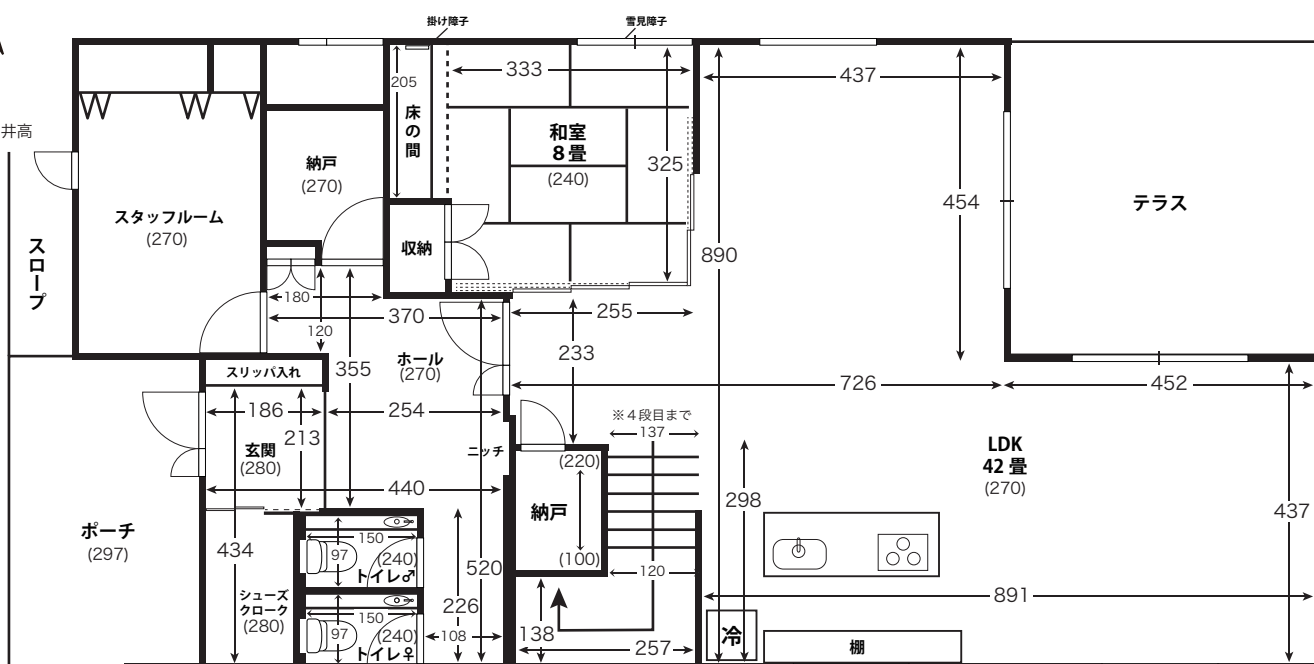 掛け障子
雪見障子
井高
333
437
205
床の間
和室
8畳
(240)
325
納戸
(270)
スタッフルーム
(270)
454
テラス
収納
スロープ
890
180
370
120
255
233
355
ホール
(270)
スリッパ入れ
726
452
186
254
213
※4段目まで
137
玄関
(280)
ニッチ
(220)
LDK
42 畳
(270)
440
298
納戸
437
ポーチ
(297)
434
150
97
(240)
トイレ♂
(100)
520
120
シューズ
クローク
(280)
226
891
150
97
(240)
トイレ♀
108
138
257
冷
棚